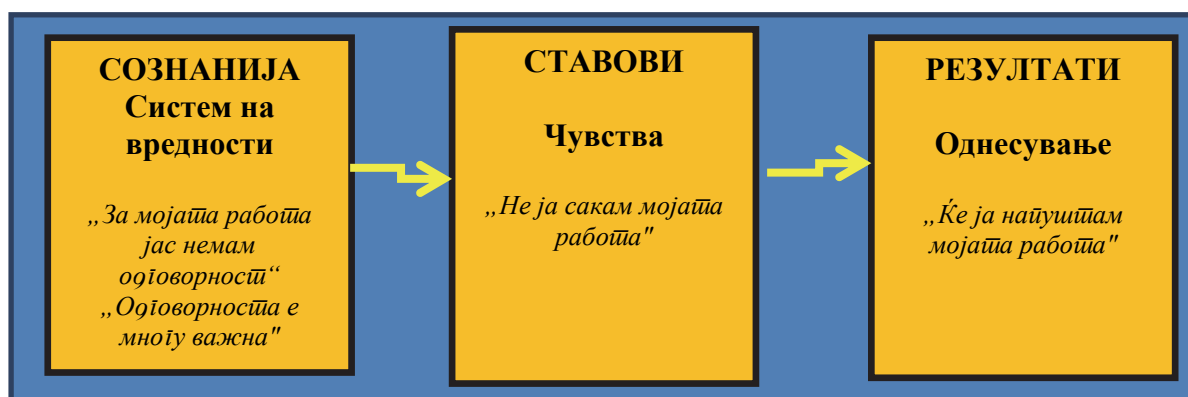 СОЗНАНИЈА
Систем на
вредности
„За мојата работа
јас немам
одговорност“
„Одговорноста е
многу важна"
СТАВОВИ
Чувства
„Не ја сакам мојата
работа"
РЕЗУЛТАТИ
Однесување
„Ќе ја напуштам
мојата работа"